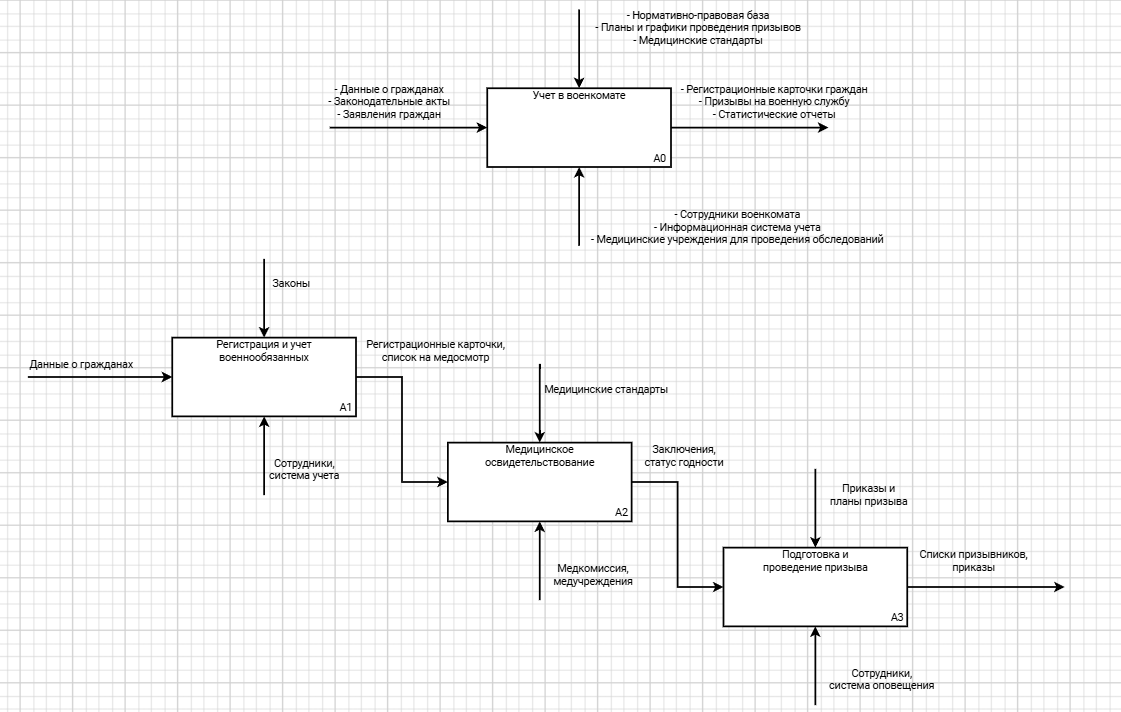 - Нормативно-правовая база
- Планы и графики проведения призывов
- Медицинские стандарты
- Данные о гражданах
- Законодательные акты
- Заявления граждан
Учет в военкомате
A0
- Регистрационные карточки граждан
- Призывы на военную службу
- Статистические отчеты
- Сотрудники военкомата
- Информационная система учета
- Медицинские учреждения для проведения обследований
Законы
Данные о гражданах
Регистрация и учет
военнообязанных
A1
Регистрационные карточки,
список на медосмотр
Сотрудники,
система учета
Медицинские стандарты
Медицинское
освидетельствование
A2
Заключения,
статус годности
Медкомиссия,
медучреждения
Приказы и
планы призыва
Подготовка и
проведение призыва
A3
Списки призывников,
приказы
Сотрудники,
система оповещения